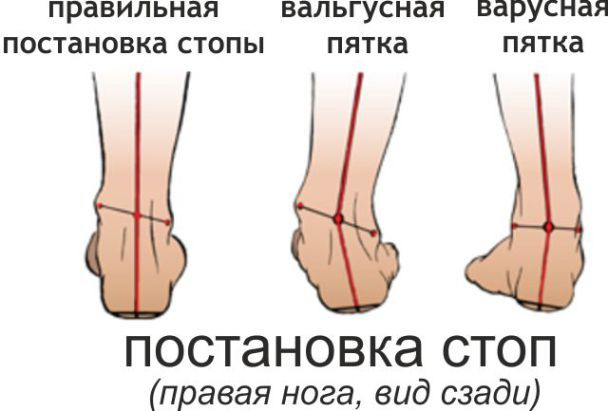 правильная
постановка стопы
вальгусная
пятка
варусная
пятка
постановка стоп
(правая нога, вид сзади)